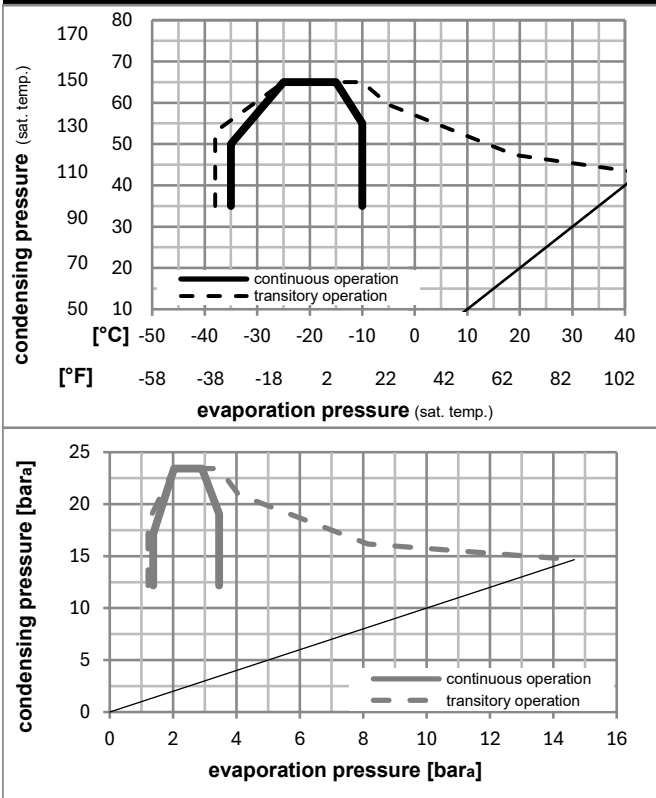 condensing pressure (sat. temp.)
170 80
70
150 60
130 50
110 40
90 30
70 20
50 10
continuous operation
transitory operation
[°C] -50 -40 -30 -20 -10 0 10 20 30 40
[°F] -58 -38 -18 2 22 42 62 82 102
evaporation pressure (sat. temp.)
condensing pressure [bara]
25
20
15
10
5
0
continuous operation
transitory operation
0 2 4 6 8 10 12 14 16
evaporation pressure [bara]